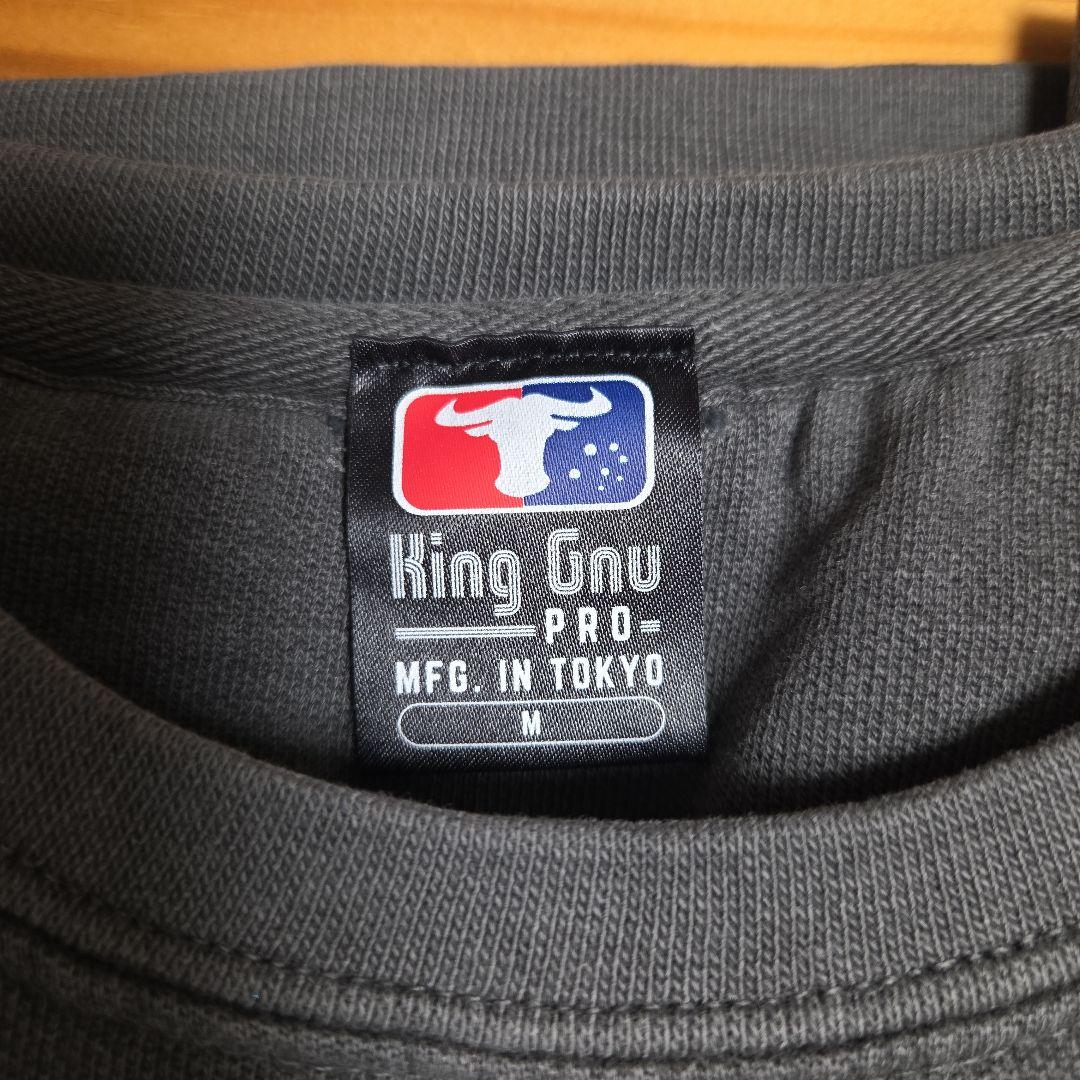 King Gnu
PRO
MFG. IN TOKYO
M